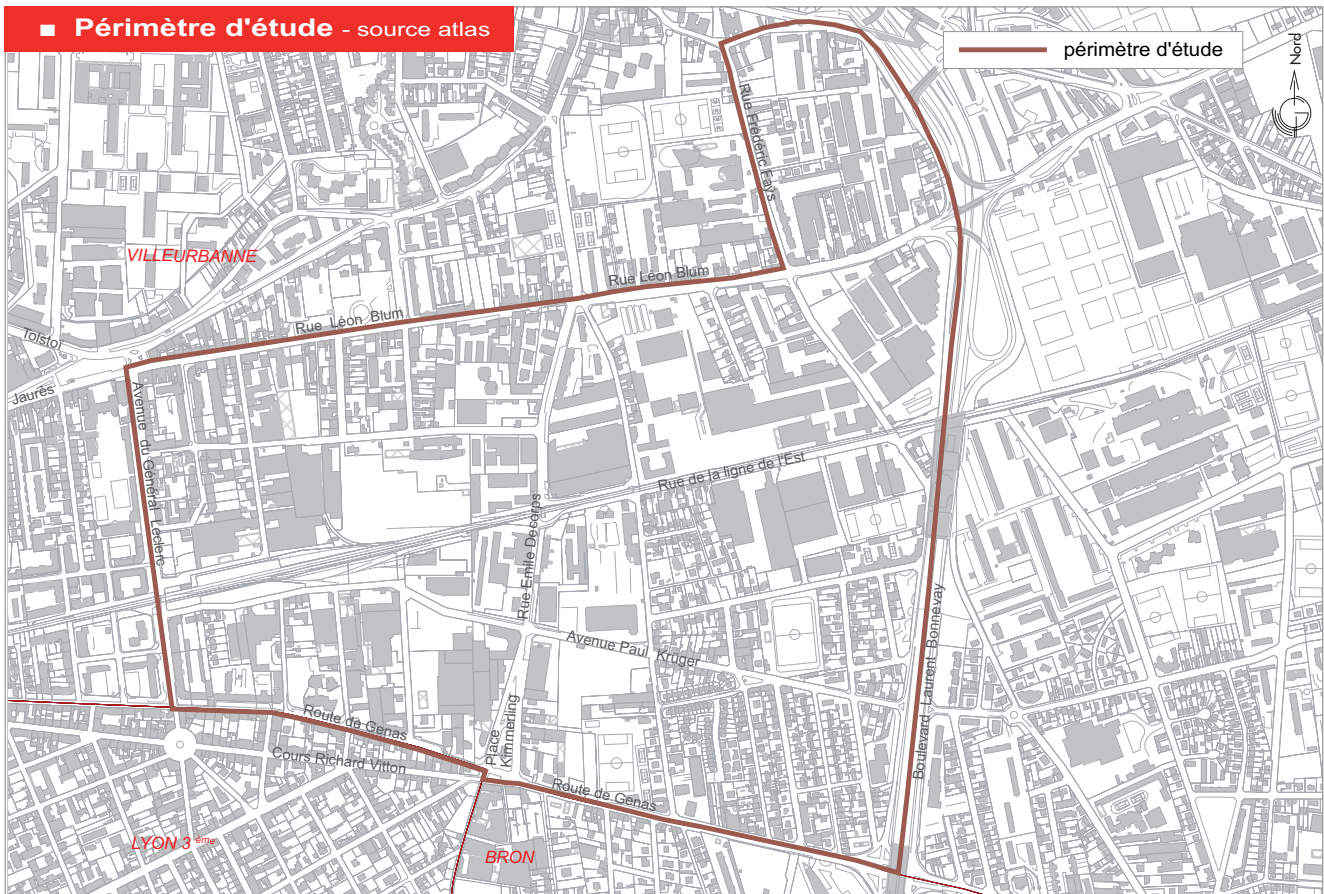 Périmètre d'étude - source atlas
périmètre d'étude
Nord
Rue Frédéric Fays
VILLEURBANNE
Rue Léon Blum
Rue Léon Blum
Tolstoï
Jaurès
Avenue du Général Leclerc
Rue de la ligne de l'Est
Rue Emile Decorps
Avenue Paul Krüger
Boulevard Laurent Bonnevay
Route de Genas
Place
Kimmerling
Cours Richard Vitton
Route de Genas
LYON 3 ème
BRON